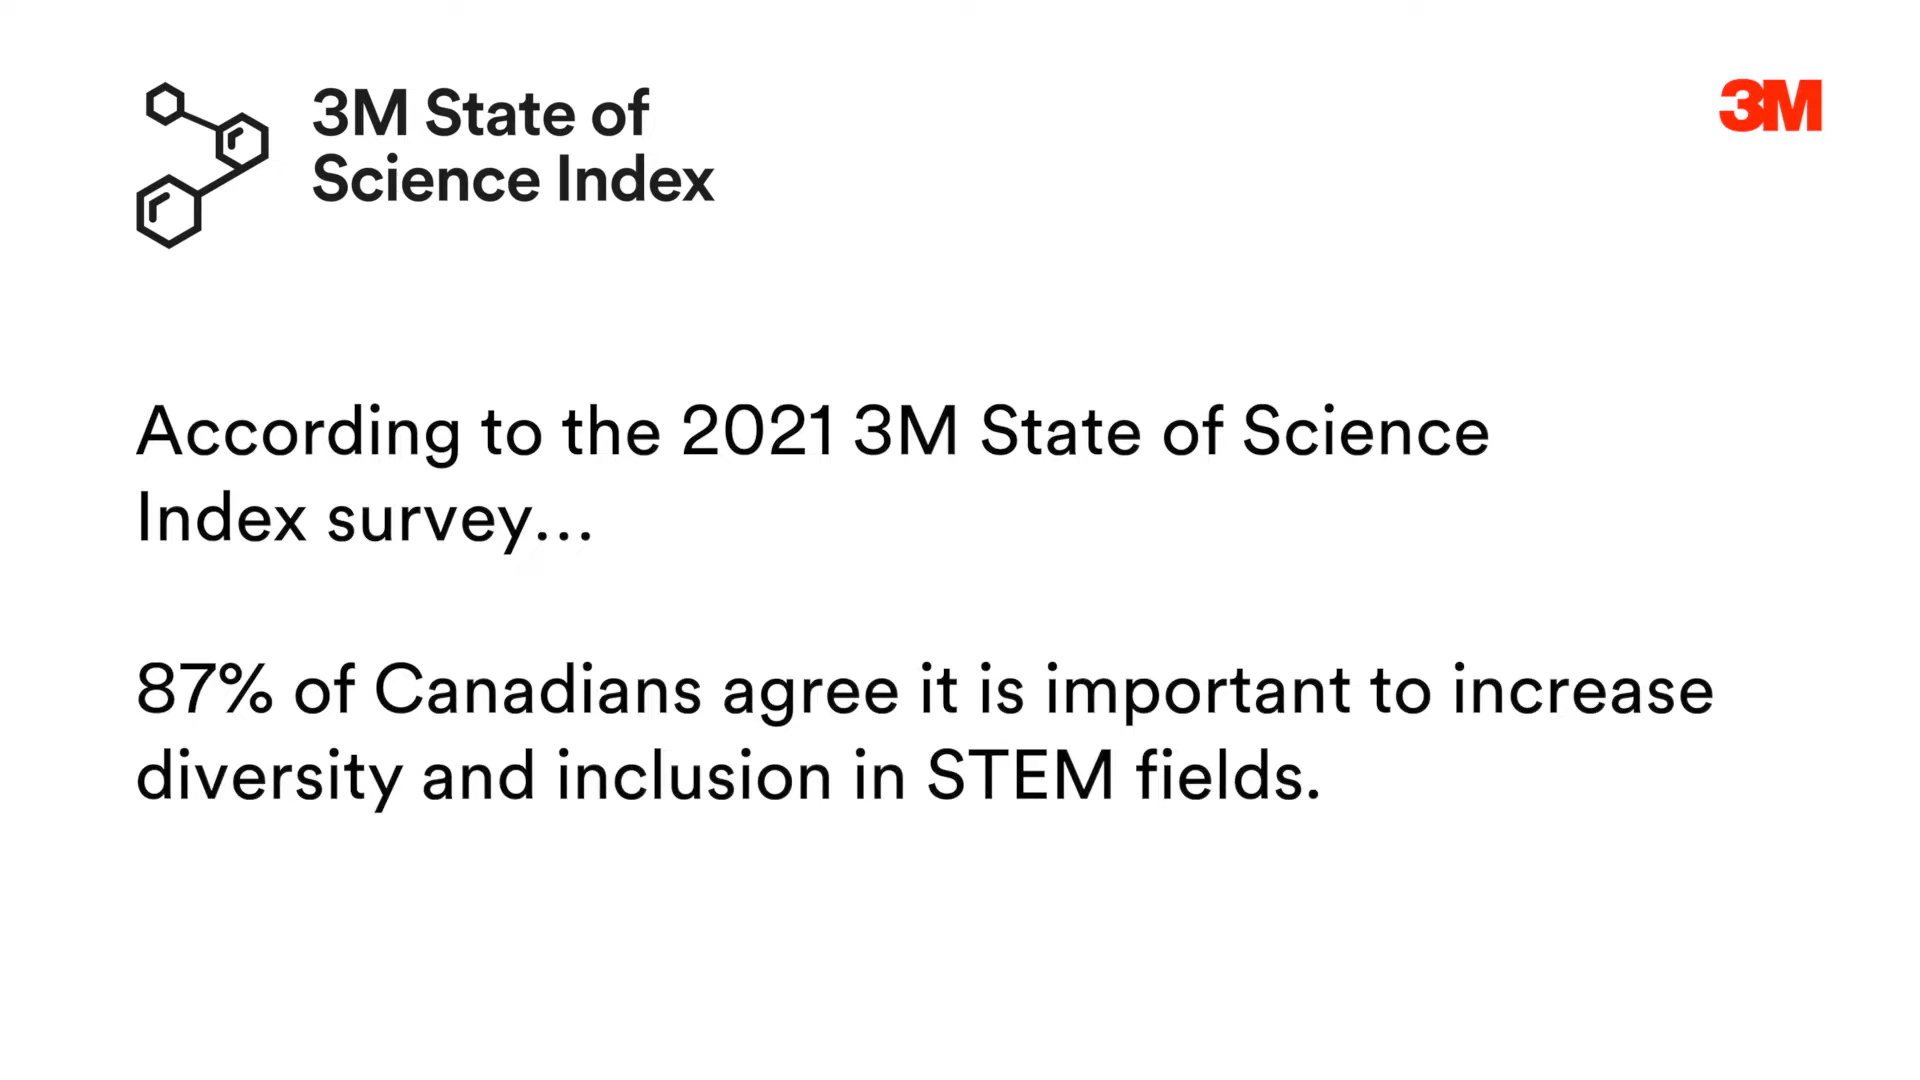 3M State of
Science Index
3M
According to the 2021 3M State of Science
Index survey...
87% of Canadians agree it is important to increase
diversity and inclusion in STEM fields.